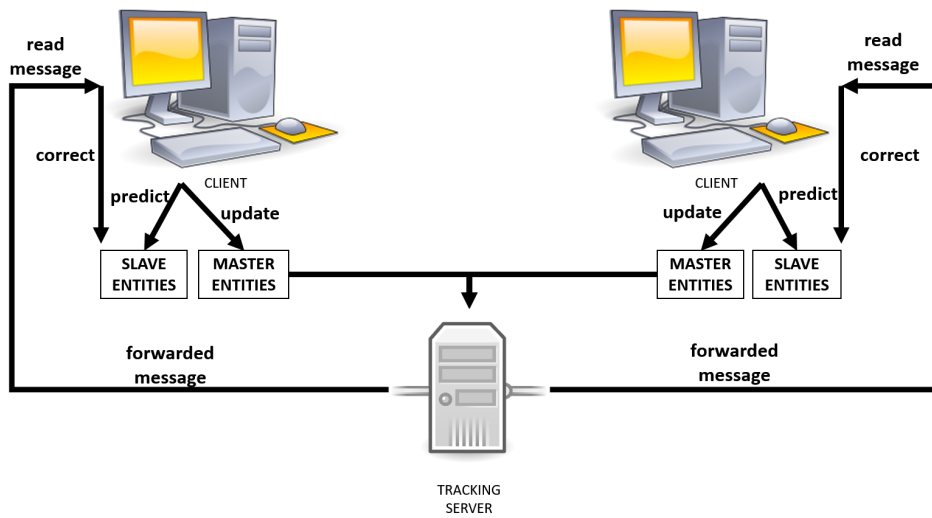 read
message
read
message
correct
correct
CLIENT
CLIENT
predict
update
update
predict
SLAVE
ENTITIES
MASTER
ENTITIES
MASTER
ENTITIES
SLAVE
ENTITIES
forwarded
message
forwarded
message
TRACKING
SERVER